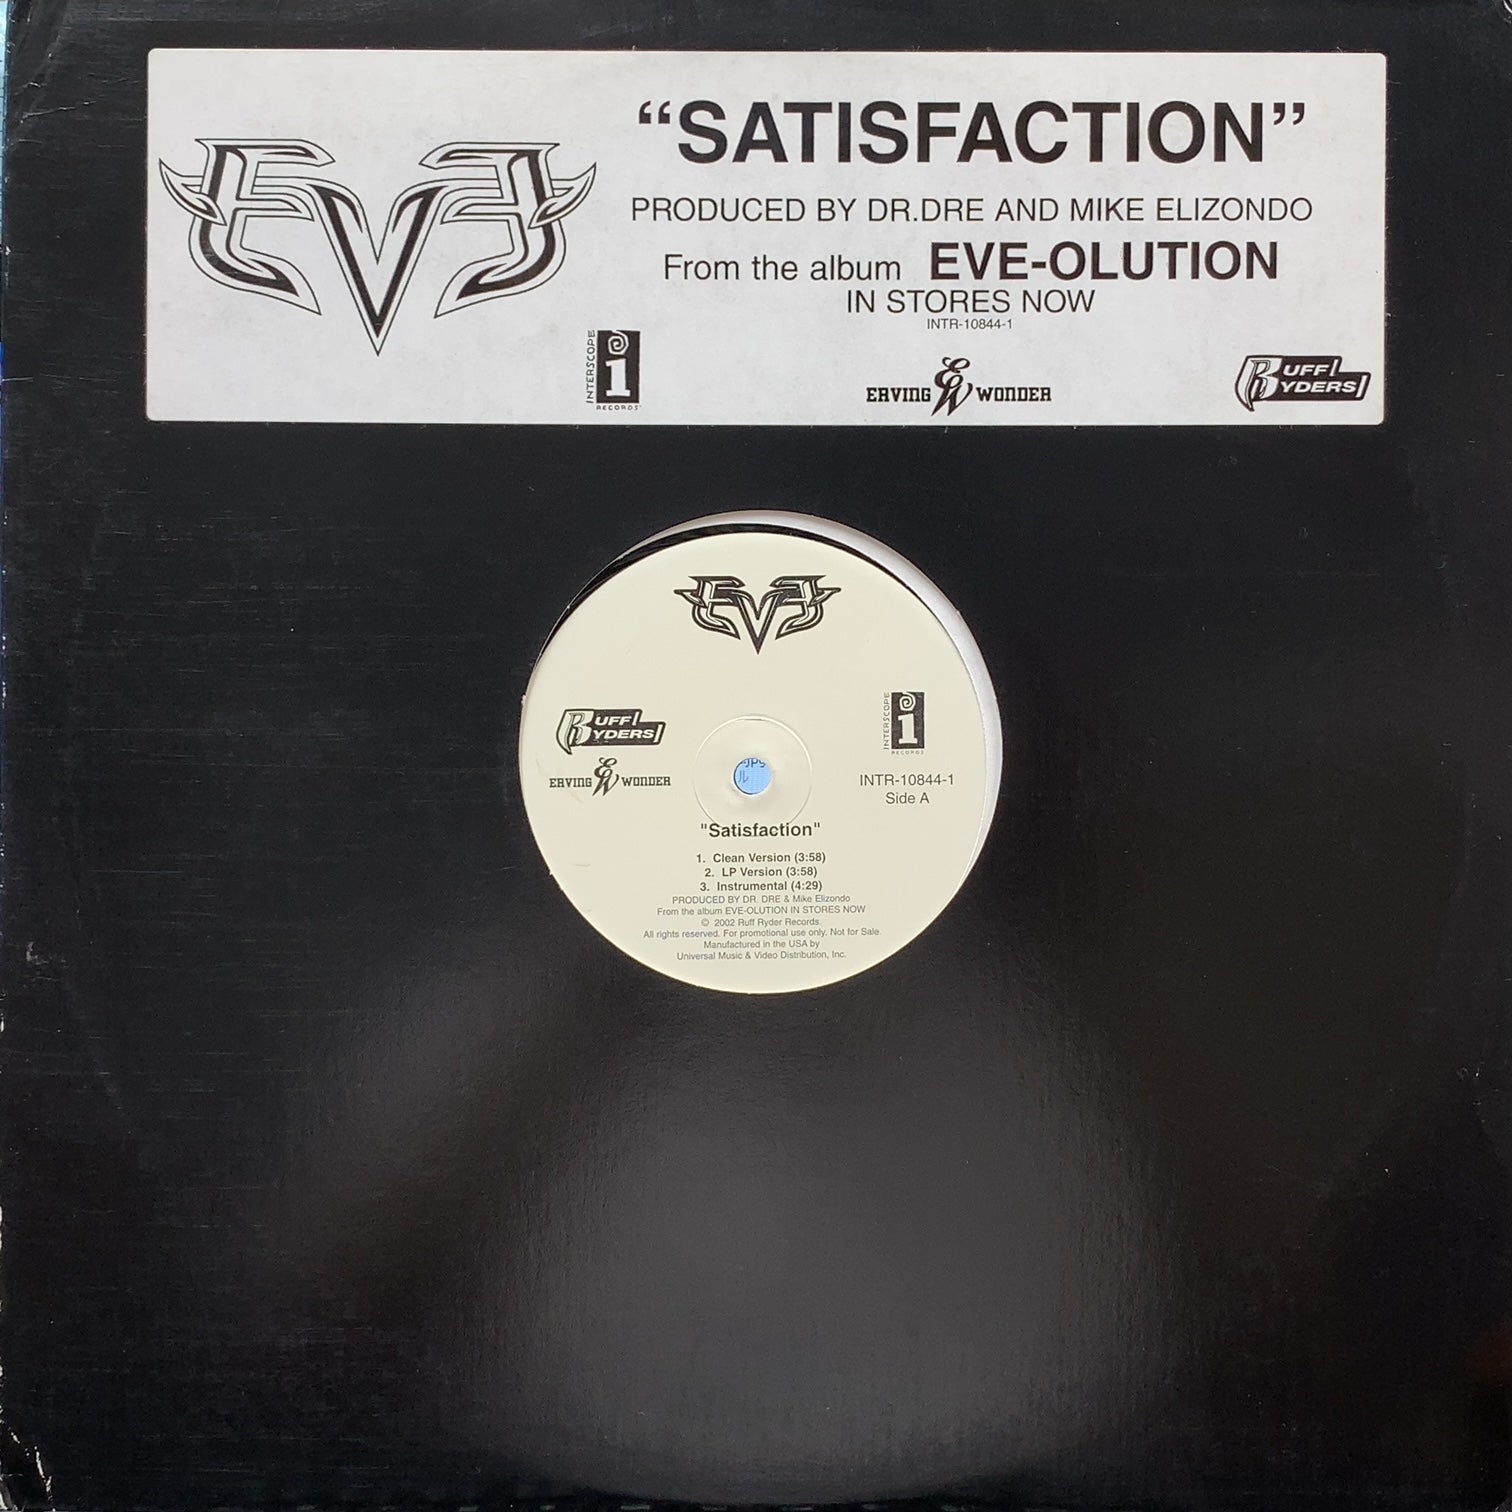 EVE
“SATISFACTION”
PRODUCED BY DR.DRE AND MIKE ELIZONDO
From the album EVE-OLUTION
IN STORES NOW
INTR-10844-1
INTERSCOPE
RECORDS
ERVING EW WONDER
RUFF
RYDERS
EVE
RUFF
RYDERS
ERVING EW WONDER
INTERSCOPE
RECORDS
INTR-10844-1
Side A
"Satisfaction"
1. Clean Version (3:58)
2. LP Version (3:58)
3. Instrumental (4:29)
PRODUCED BY DR. DRE & Mike Elizondo
From the album EVE-OLUTION IN STORES NOW
© 2002 Ruff Ryder Records.
All rights reserved. For promotional use only. Not for Sale.
Manufactured in the USA by
Universal Music & Video Distribution, Inc.